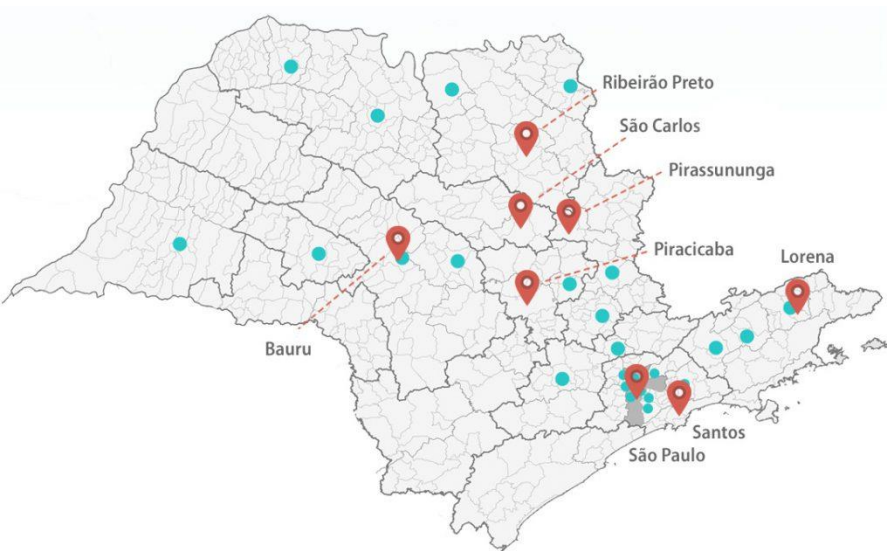 Ribeirão Preto
São Carlos
Pirassununga
Piracicaba
Lorena
Bauru
Santos
São Paulo